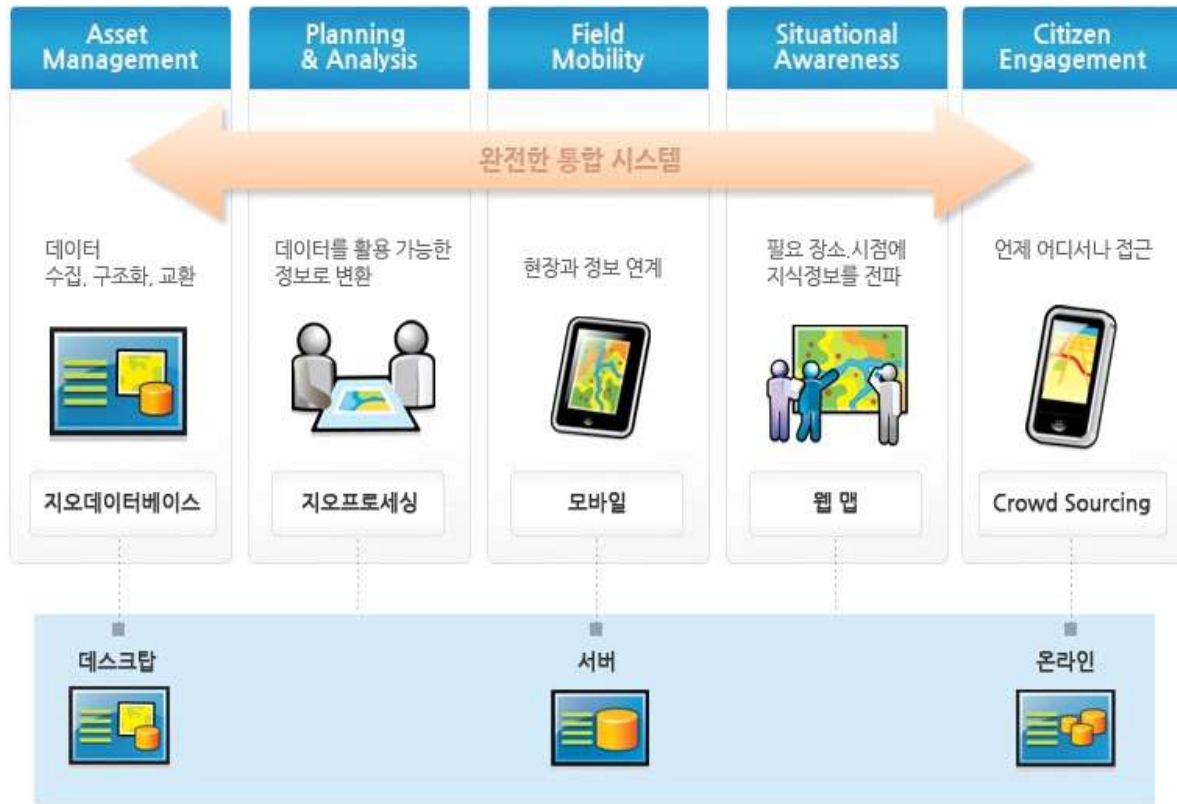 Asset
Management
Planning
& Analysis
Field
Mobility
Situational
Awareness
Citizen
Engagement
완전한 통합 시스템
데이터
수집, 구조화, 교환
데이터를 활용 가능한
정보로 변환
현장과 정보 연계
필요 장소.시점에
지식정보를 전파
언제 어디서나 접근
지오데이터베이스
지오프로세싱
모바일
웹 맵
Crowd Sourcing
데스크탑
서버
온라인